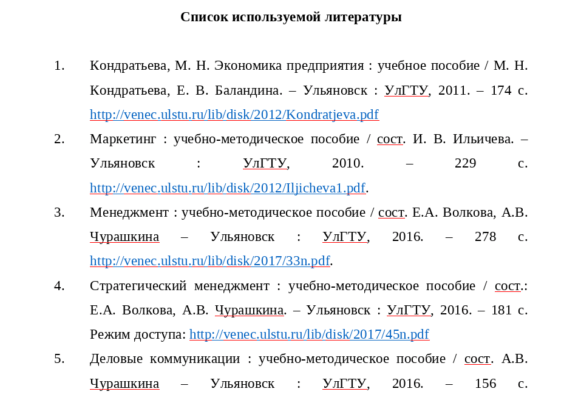 Список используемой литературы
1. Кондратьева, М. Н. Экономика предприятия : учебное пособие / М. Н.
Кондратьева, Е. В. Баландина. – Ульяновск : УлГТУ, 2011. – 174 с.
http://venec.ulstu.ru/lib/disk/2012/Kondratjeva.pdf
2. Маркетинг : учебно-методическое пособие / сост. И. В. Ильичева. –
Ульяновск : УлГТУ, 2010. – 229 с.
http://venec.ulstu.ru/lib/disk/2012/Iljicheva1.pdf.
3. Менеджмент : учебно-методическое пособие / сост. Е.А. Волкова, А.В.
Чурашкина – Ульяновск : УлГТУ, 2016. – 278 с.
http://venec.ulstu.ru/lib/disk/2017/33n.pdf.
4. Стратегический менеджмент : учебно-методическое пособие / сост.:
Е.А. Волкова, А.В. Чурашкина. – Ульяновск : УлГТУ, 2016. – 181 с.
Режим доступа: http://venec.ulstu.ru/lib/disk/2017/45n.pdf
5. Деловые коммуникации : учебно-методическое пособие / сост. А.В.
Чурашкина – Ульяновск : УлГТУ, 2016. – 156 с.